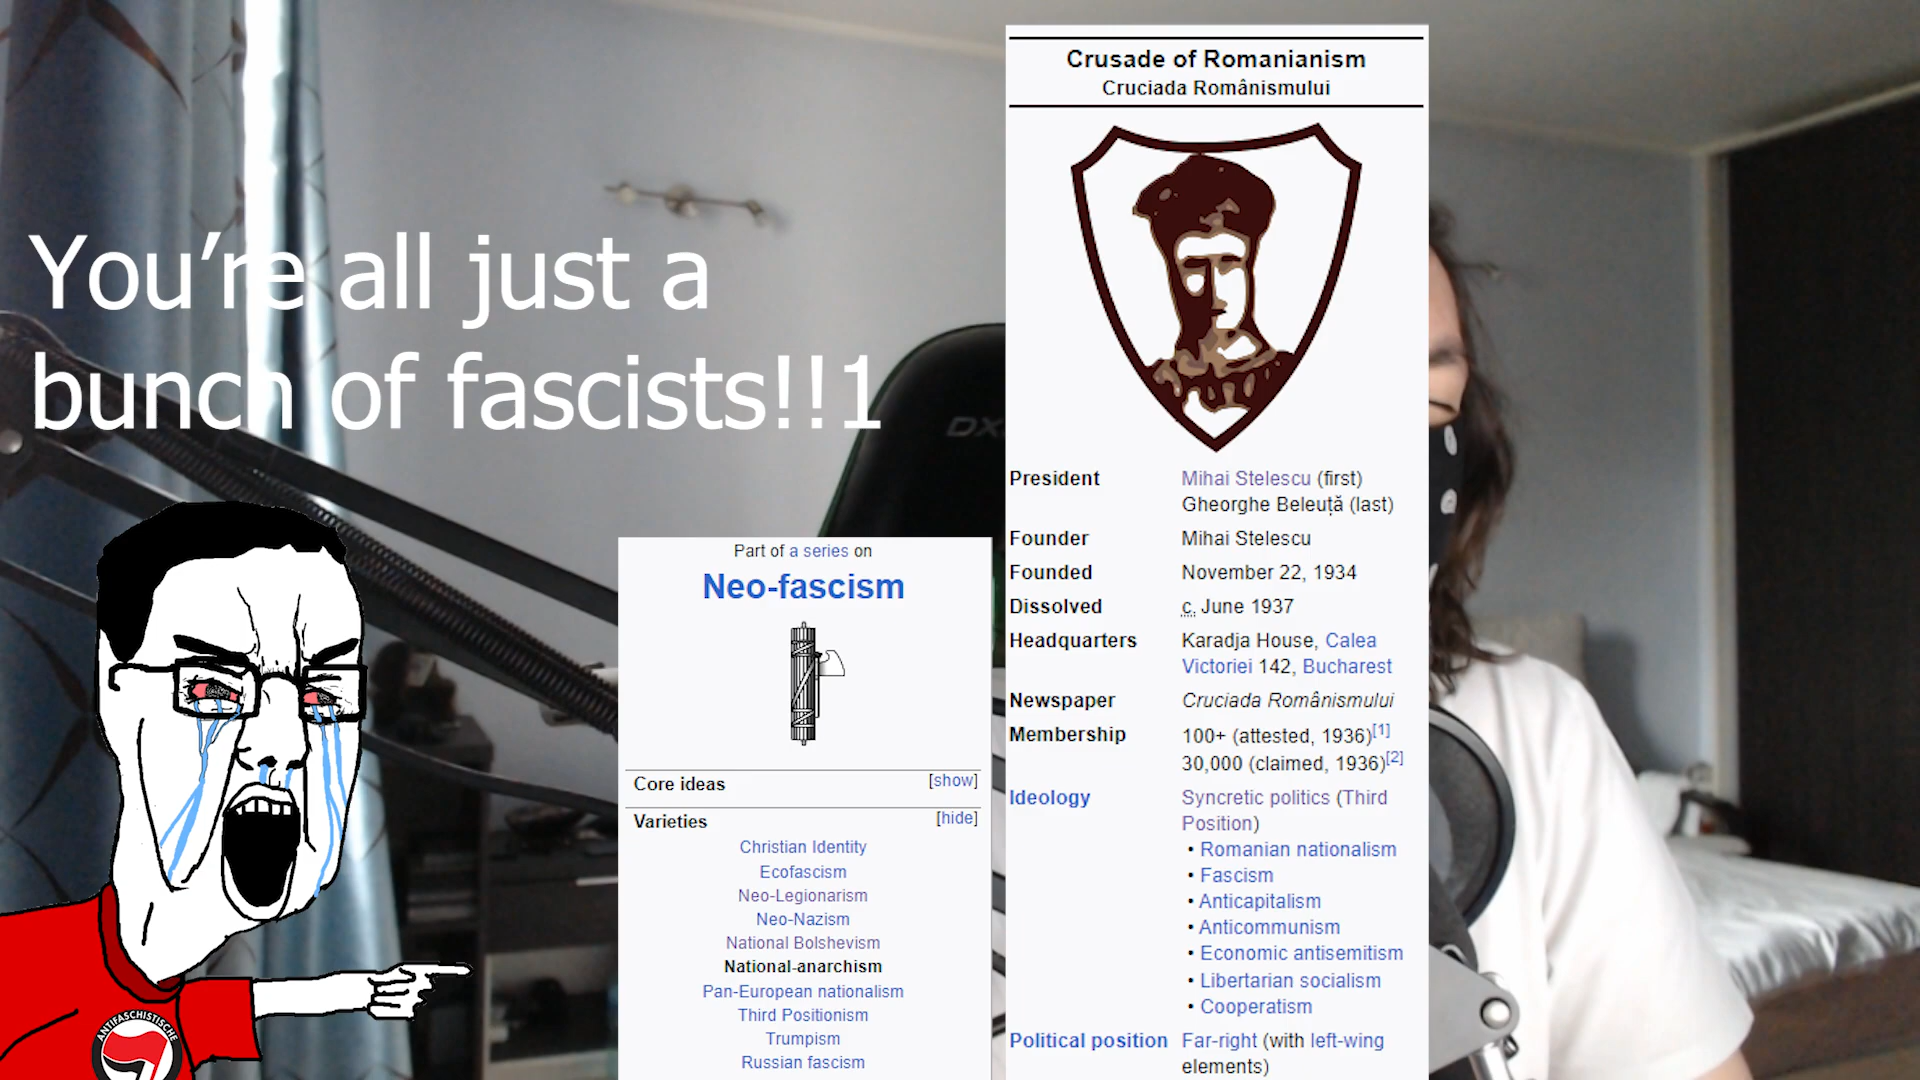 You’re all just a
bunch of fascists!!1
ANTIFASCHISTISCHE
Part of a series on
Neo-fascism
Core ideas [show]
Varieties [hide]
Christian Identity
Ecofascism
Neo-Legionarism
Neo-Nazism
National Bolshevism
National-anarchism
Pan-European nationalism
Third Positionism
Trumpism
Russian fascism
Crusade of Romanianism
Cruciada Românismului
President Mihai Stelescu (first)
Gheorghe Beleuță (last)
Founder Mihai Stelescu
Founded November 22, 1934
Dissolved c. June 1937
Headquarters Karadja House, Calea
Victoriei 142, Bucharest
Newspaper Cruciada Românismului
Membership 100+ (attested, 1936)[1]
30,000 (claimed, 1936)[2]
Ideology Syncretic politics (Third
Position)
• Romanian nationalism
• Fascism
• Anticapitalism
• Anticommunism
• Economic antisemitism
• Libertarian socialism
• Cooperatism
Political position Far-right (with left-wing
elements)